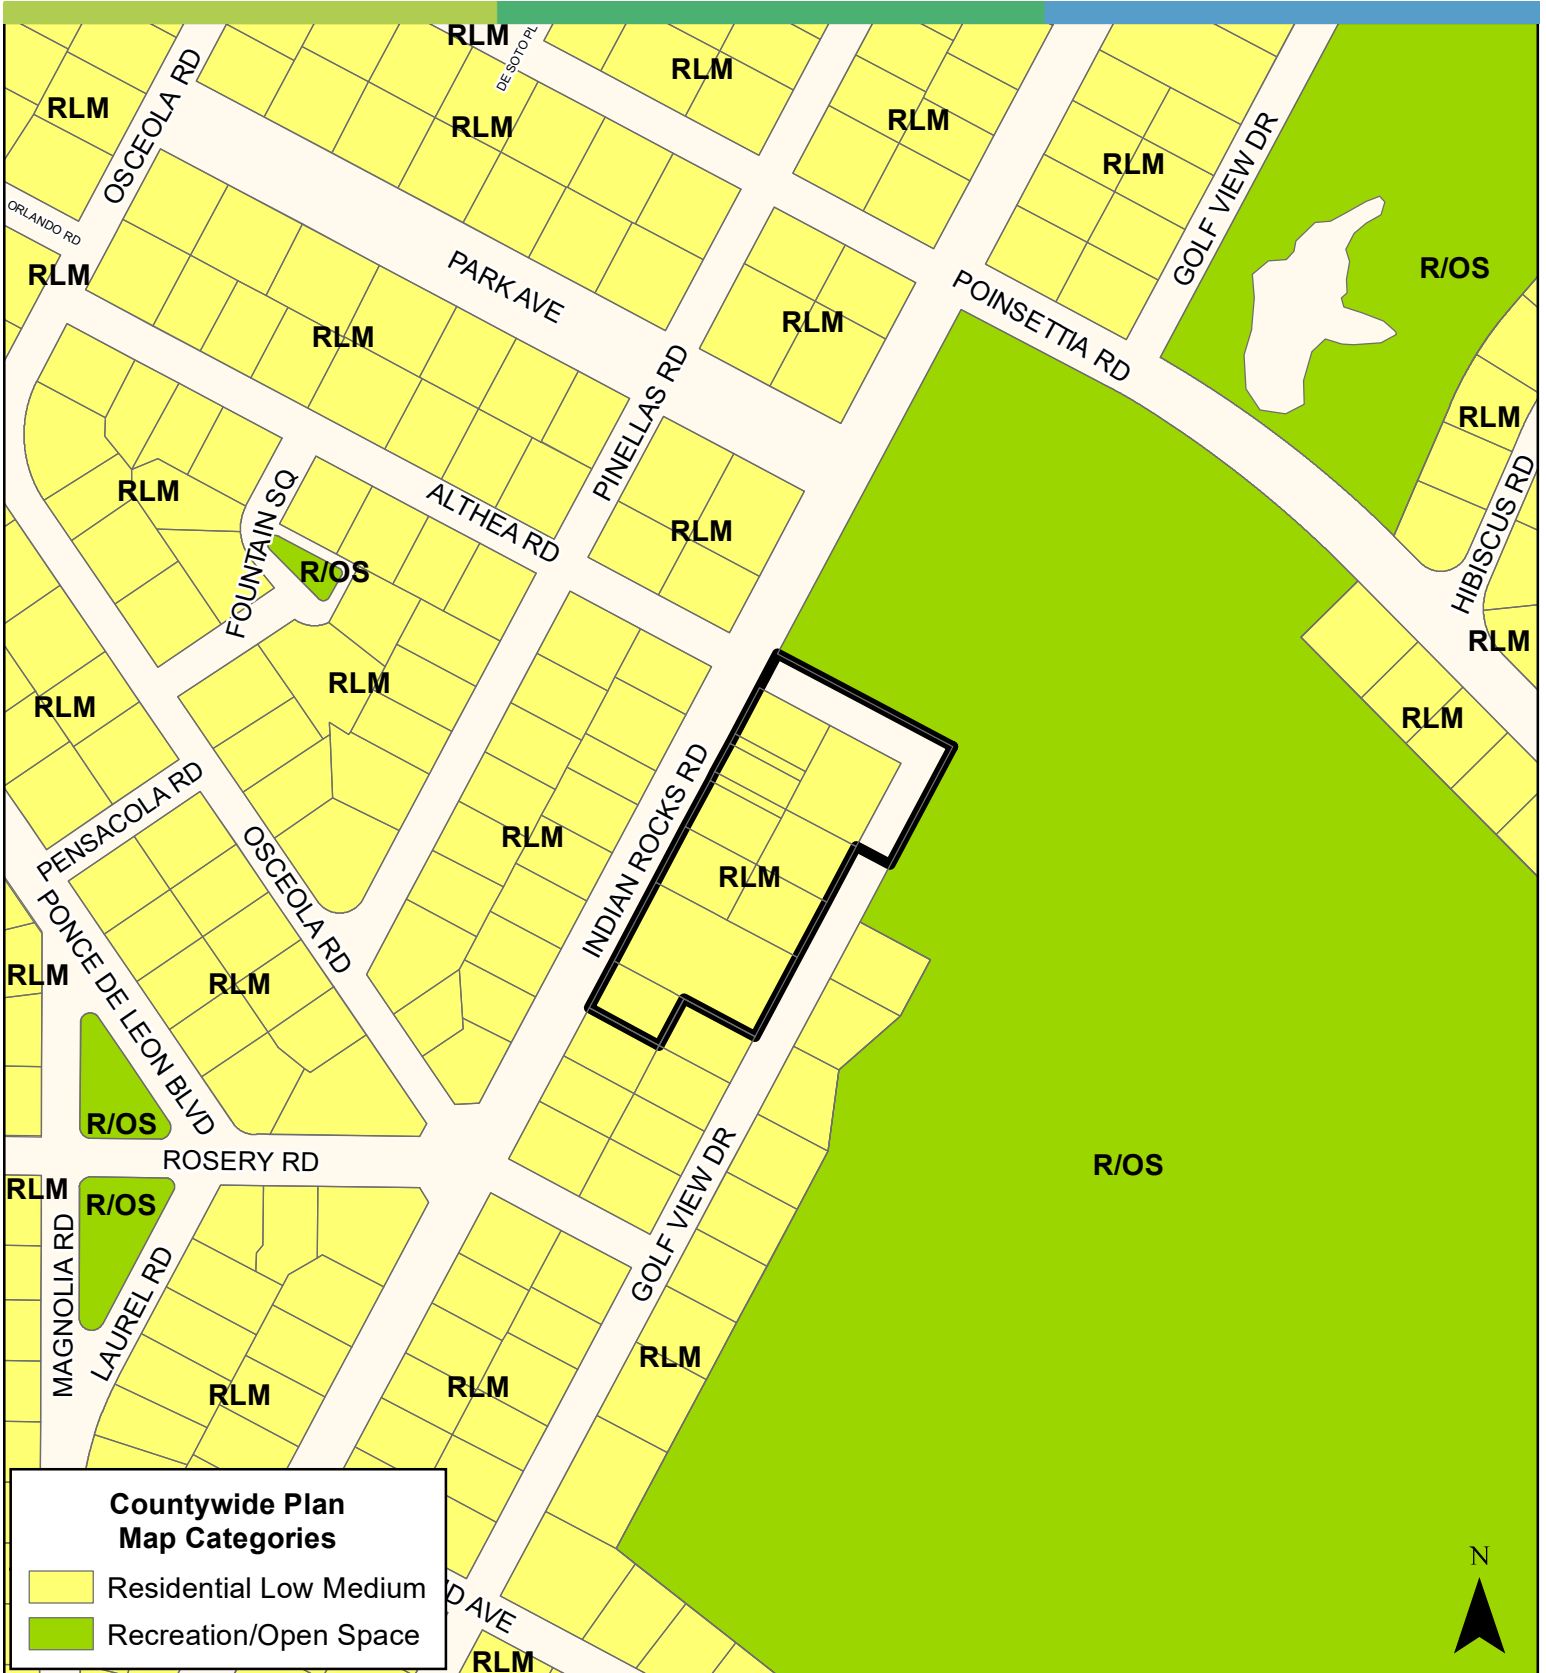 RLM
DE SOTO PL
RLM
RLM
OSCEOLA RD
RLM
RLM
GOLF VIEW DR
RLM
ORLANDO RD
RLM
PARK AVE
POINSETTIA RD
R/OS
RLM
RLM
PINELLAS RD
RLM
RLM
FOUNTAIN SQ
ALTHEA RD
RLM
HIBISCUS RD
R/OS
RLM
RLM
RLM
RLM
PENSACOLA RD
OSCEOLA RD
RLM
INDIAN ROCKS RD
RLM
PONCE DE LEON BLVD
RLM
RLM
R/OS
ROSERY RD
R/OS
RLM
R/OS
MAGNOLIA RD
LAUREL RD
GOLF VIEW DR
RLM
RLM
RLM
Countywide Plan
Map Categories
Residential Low Medium
Recreation/Open Space
AVE
RLM
N